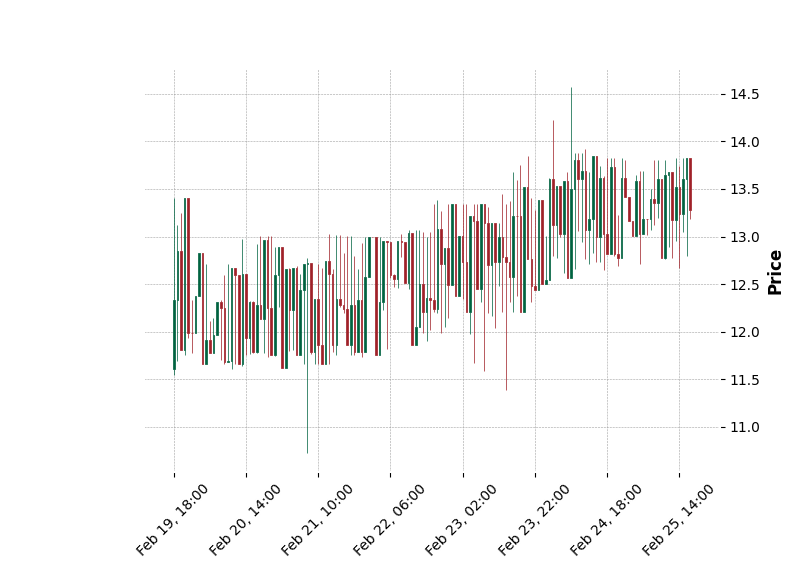 14.5
14.0
13.5
13.0
12.5
12.0
11.5
11.0
Price
Feb 19, 18:00
Feb 20, 14:00
Feb 21, 10:00
Feb 22, 06:00
Feb 23, 02:00
Feb 23, 22:00
Feb 24, 18:00
Feb 25, 14:00